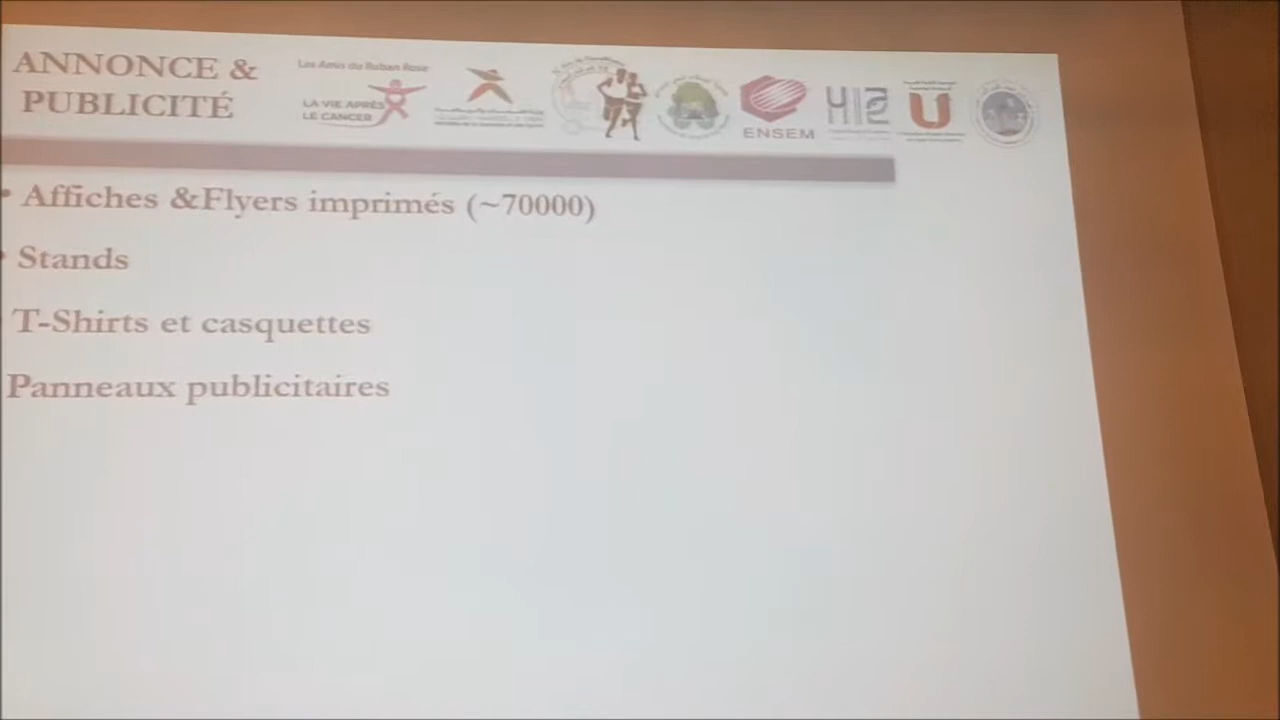 ANNONCE &
PUBLICITÉ
Les Amis du Ruban Rose
LA VIE APRÈS
LE CANCER
ENSEM
H12
U
• Affiches &Flyers imprimés (~70000)
• Stands
T-Shirts et casquettes
Panneaux publicitaires